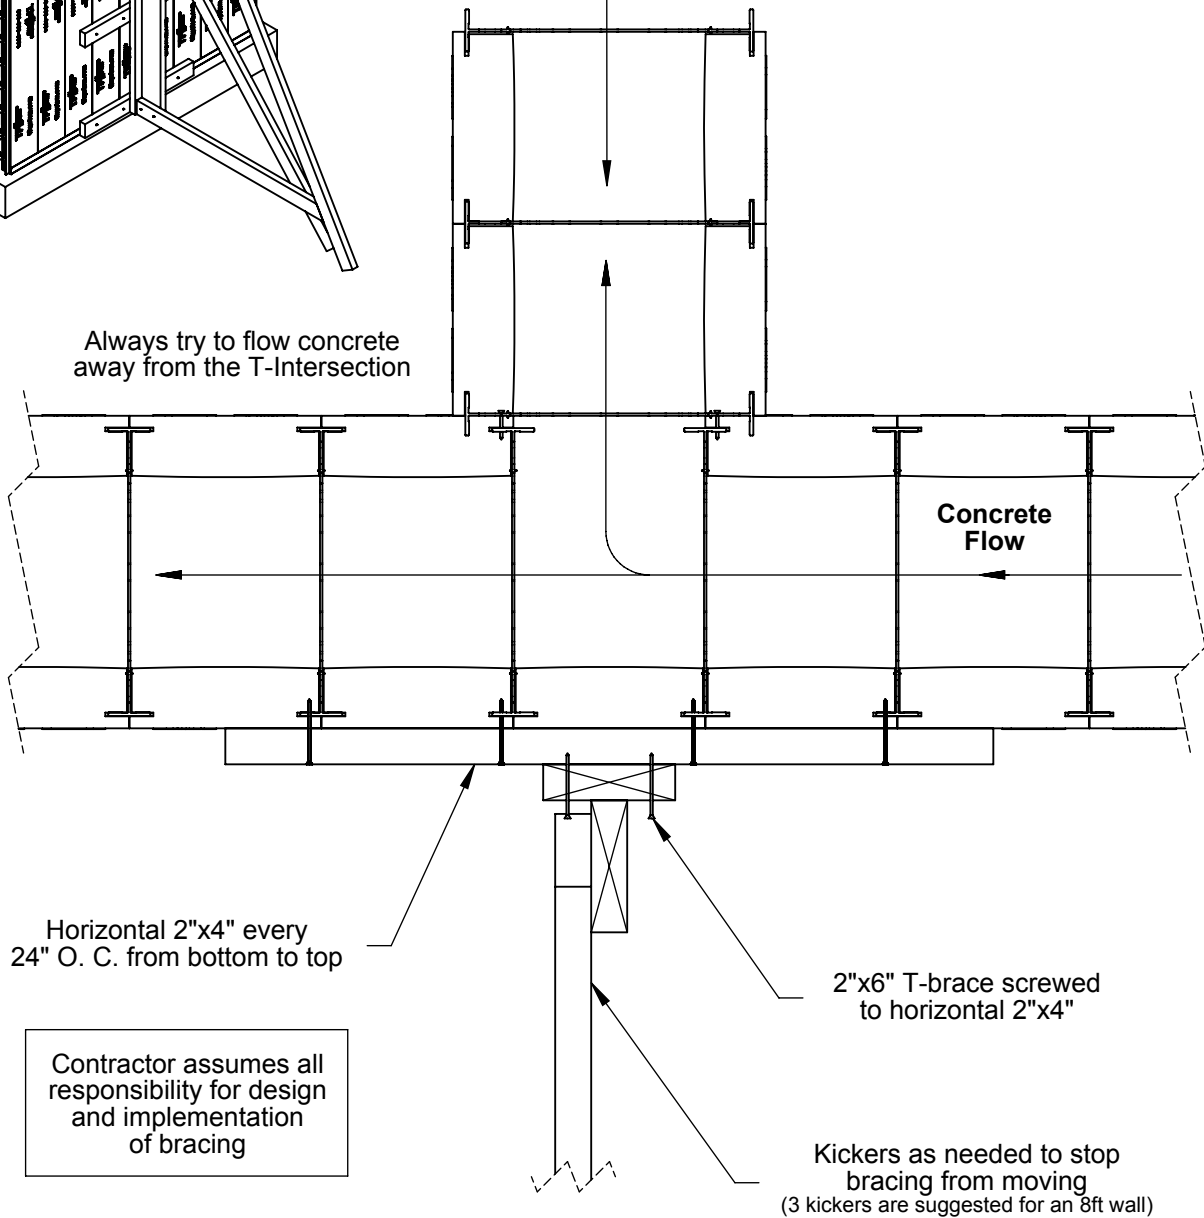 Always try to flow concrete
away from the T-Intersection
Concrete
Flow
Horizontal 2"x4" every
24" O. C. from bottom to top
2"x6" T-brace screwed
to horizontal 2"x4"
Contractor assumes all
responsibility for design
and implementation
of bracing
Kickers as needed to stop
bracing from moving
(3 kickers are suggested for an 8ft wall)